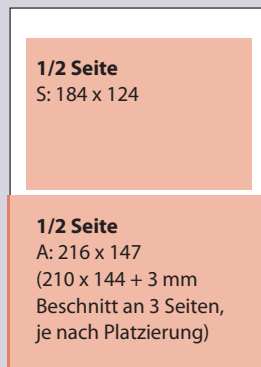 1/2 Seite
S: 184 x 124
1/2 Seite
A: 216 x 147
(210 x 144 + 3 mm
Beschnitt an 3 Seiten,
je nach Platzierung)